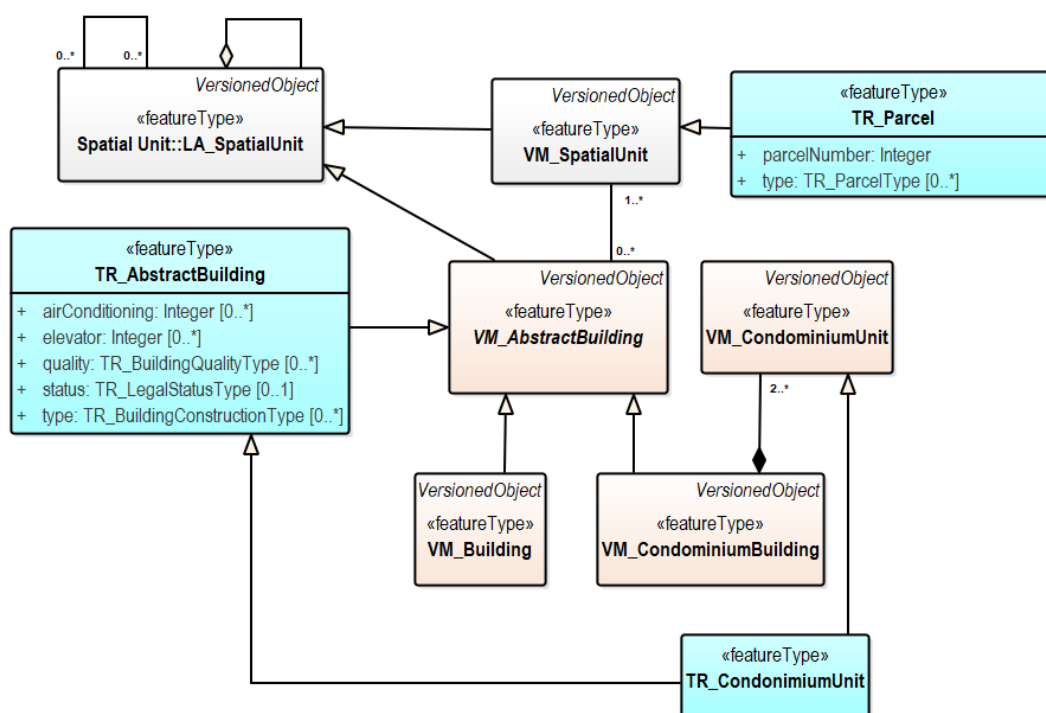 0..*
0..*
VersionedObject
«featureType»
Spatial Unit::LA_SpatialUnit
VersionedObject
«featureType»
VM_SpatialUnit
«featureType»
TR_Parcel
+ parcelNumber: Integer
+ type: TR_ParcelType [0..*]
1..*
0..*
«featureType»
TR_AbstractBuilding
+ airConditioning: Integer [0..*]
+ elevator: Integer [0..*]
+ quality: TR_BuildingQualityType [0..*]
+ status: TR_LegalStatusType [0..1]
+ type: TR_BuildingConstructionType [0..*]
VersionedObject
«featureType»
VM_AbstractBuilding
VersionedObject
«featureType»
VM_CondominiumUnit
2..*
VersionedObject
«featureType»
VM_Building
VersionedObject
«featureType»
VM_CondominiumBuilding
«featureType»
TR_CondonimiumUnit